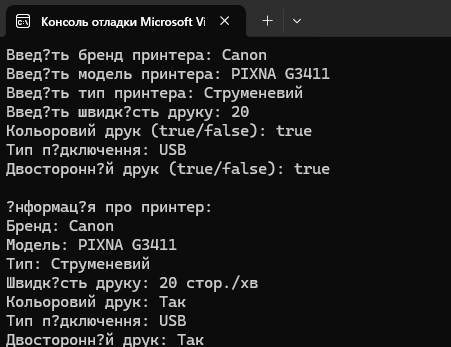 Консоль отладки Microsoft Vi
Введ?ть бренд принтера: Canon
Введ?ть модель принтера: PIXNA G3411
Введ?ть тип принтера: Струменевий
Введ?ть швидк?сть друку: 20
Кольоровий друк (true/false): true
Тип п?дключення: USB
Двосторонн?й друк (true/false): true
?нформац?я про принтер:
Бренд: Canon
Модель: PIXNA G3411
Тип: Струменевий
Швидк?сть друку: 20 стор./хв
Кольоровий друк: Так
Тип п?дключення: USB
Двосторонн?й друк: Так